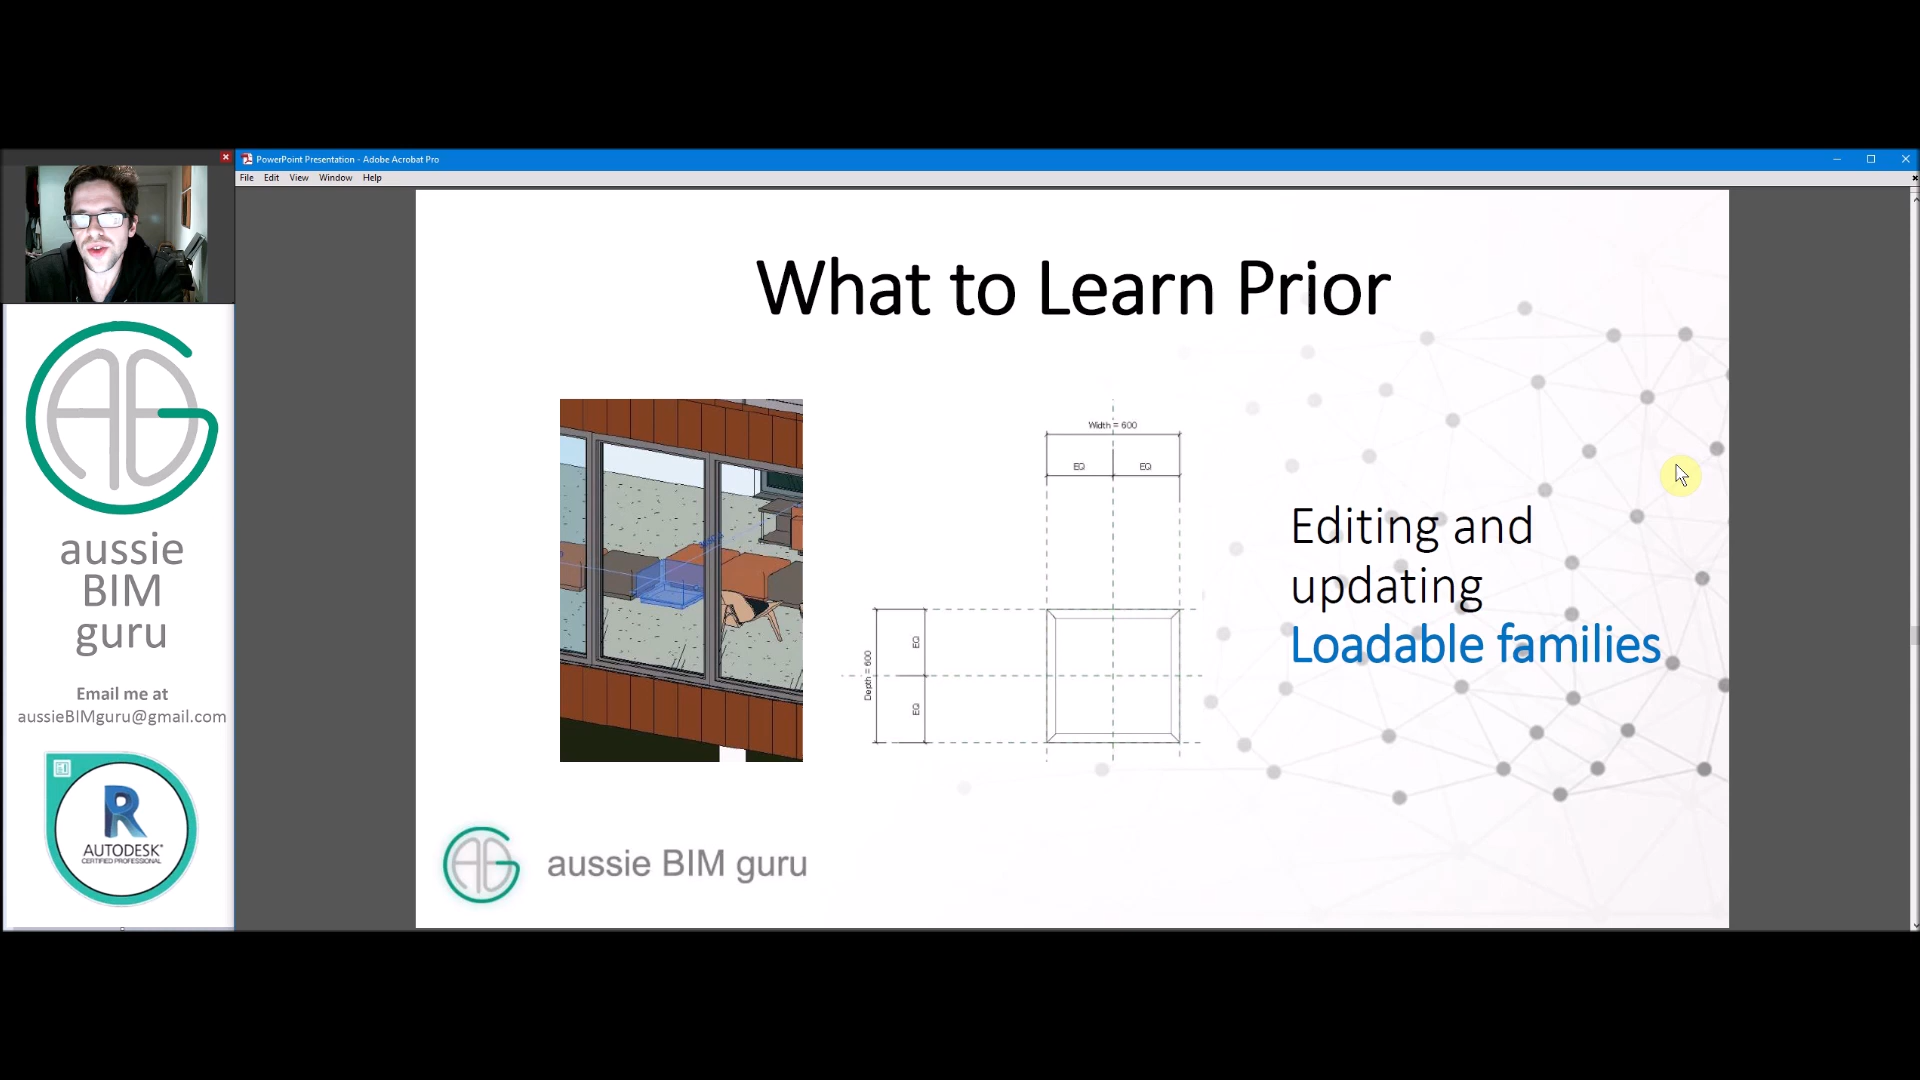 PowerPoint Presentation - Adobe Acrobat Pro
File Edit View Window Help
What to Learn Prior
Width = 600
EQ EQ
Depth = 600
EQ
EQ
Editing and
updating
Loadable families
aussie BIM guru
aussie
BIM
guru
Email me at
aussieBIMguru@gmail.com
R
AUTODESK®
CERTIFIED PROFESSIONAL